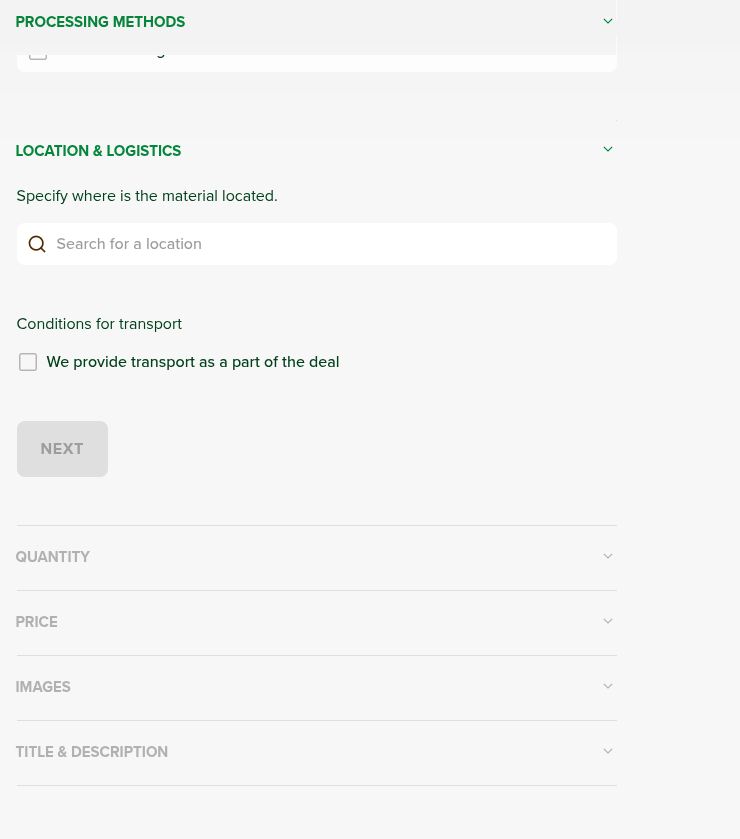 PROCESSING METHODS
LOCATION & LOGISTICS
Specify where is the material located.
Search for a location
Conditions for transport
We provide transport as a part of the deal
NEXT
QUANTITY
PRICE
IMAGES
TITLE & DESCRIPTION